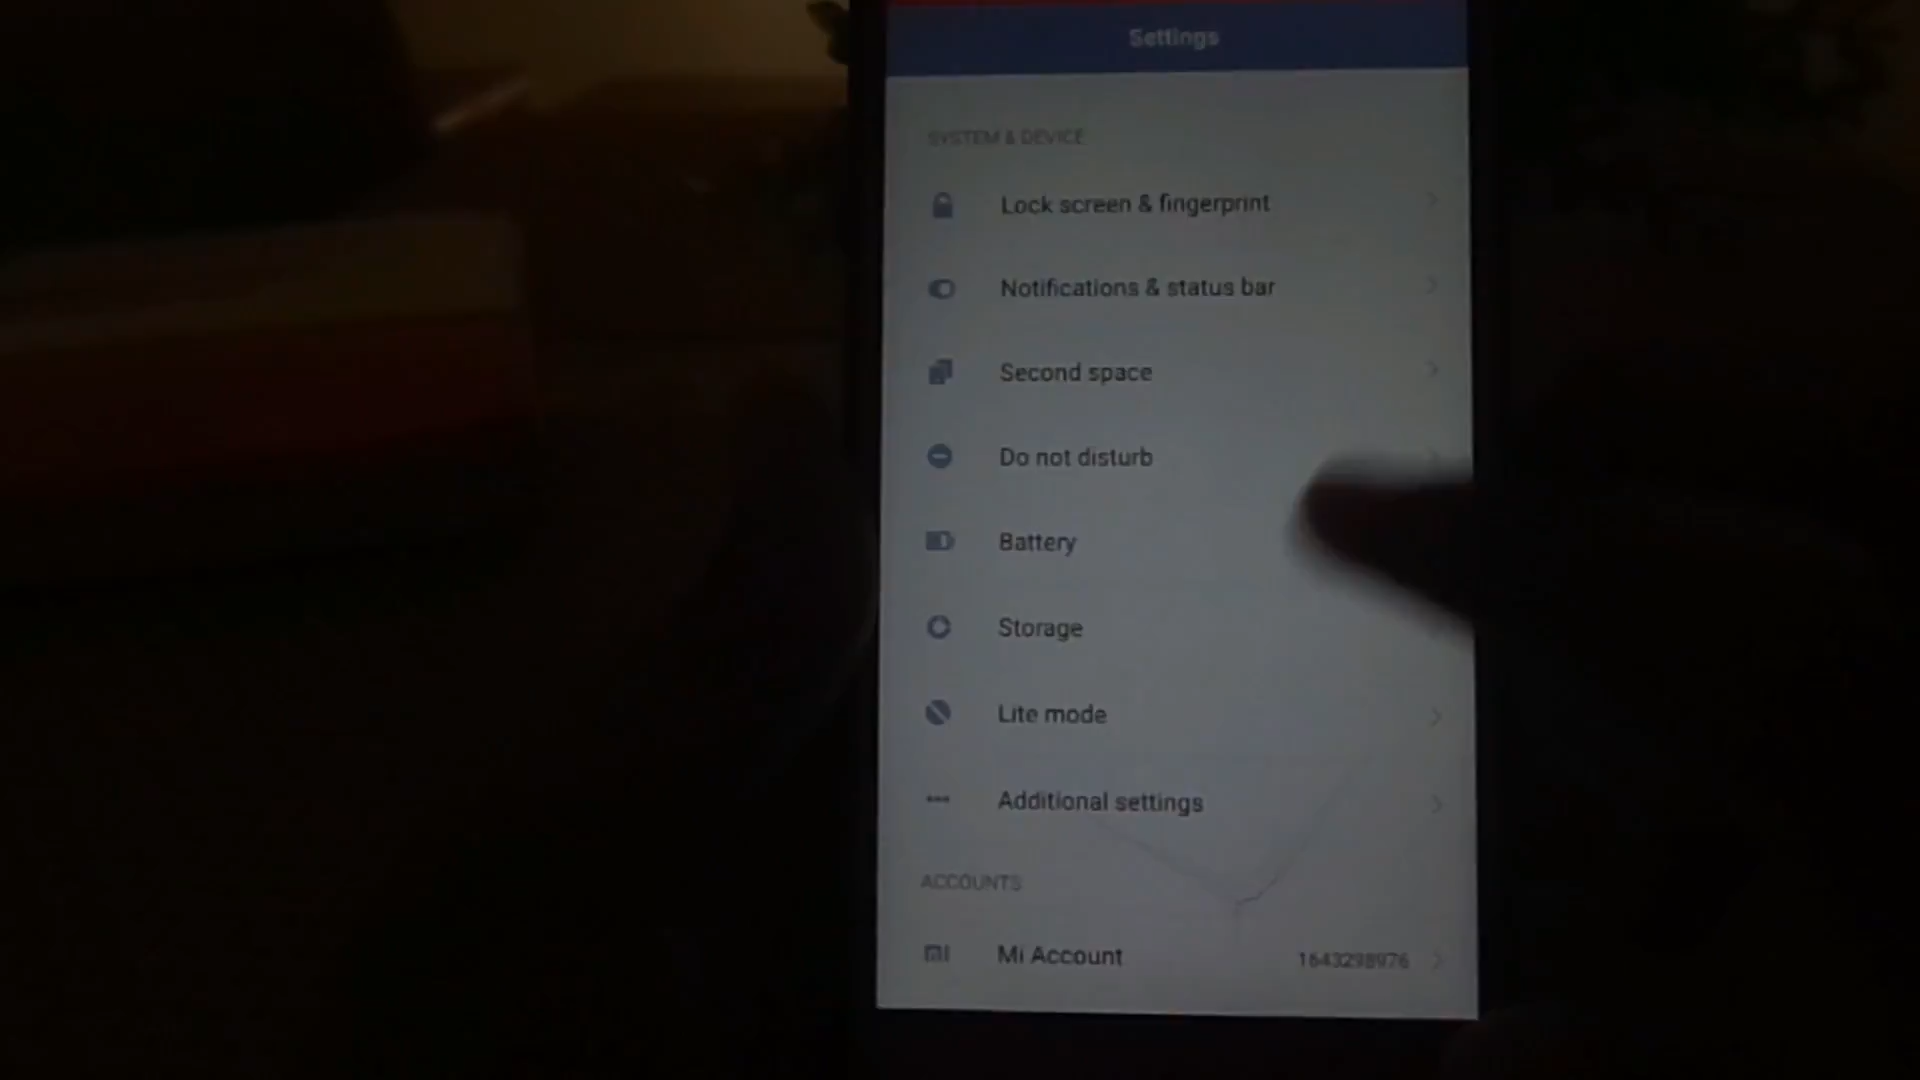 Settings
SYSTEM & DEVICE
Lock screen & fingerprint
Notifications & status bar
Second space
Do not disturb
Battery
Storage
Lite mode
Additional settings
ACCOUNTS
Mi Account 1643298976